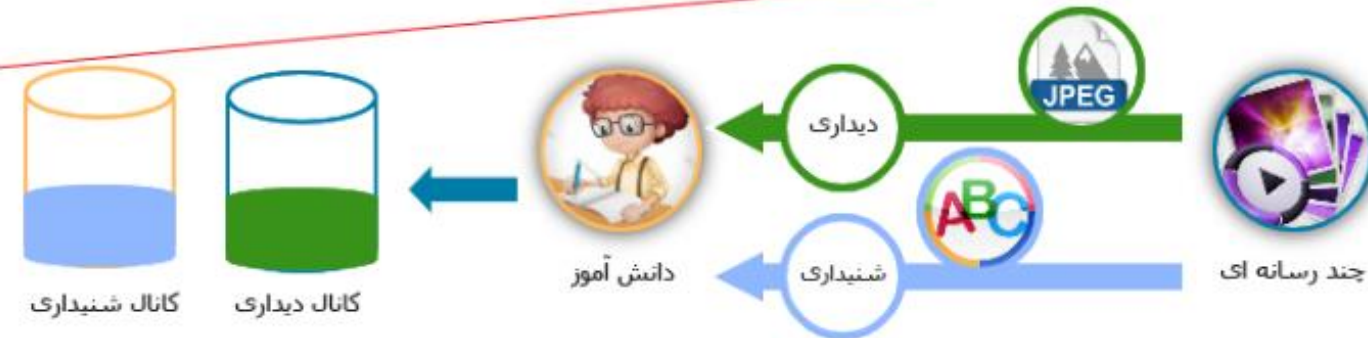 JPEG
دیداری
ABC
شنیداری
چند رسانه ای
دانش آموز
کانال دیداری
کانال شنیداری